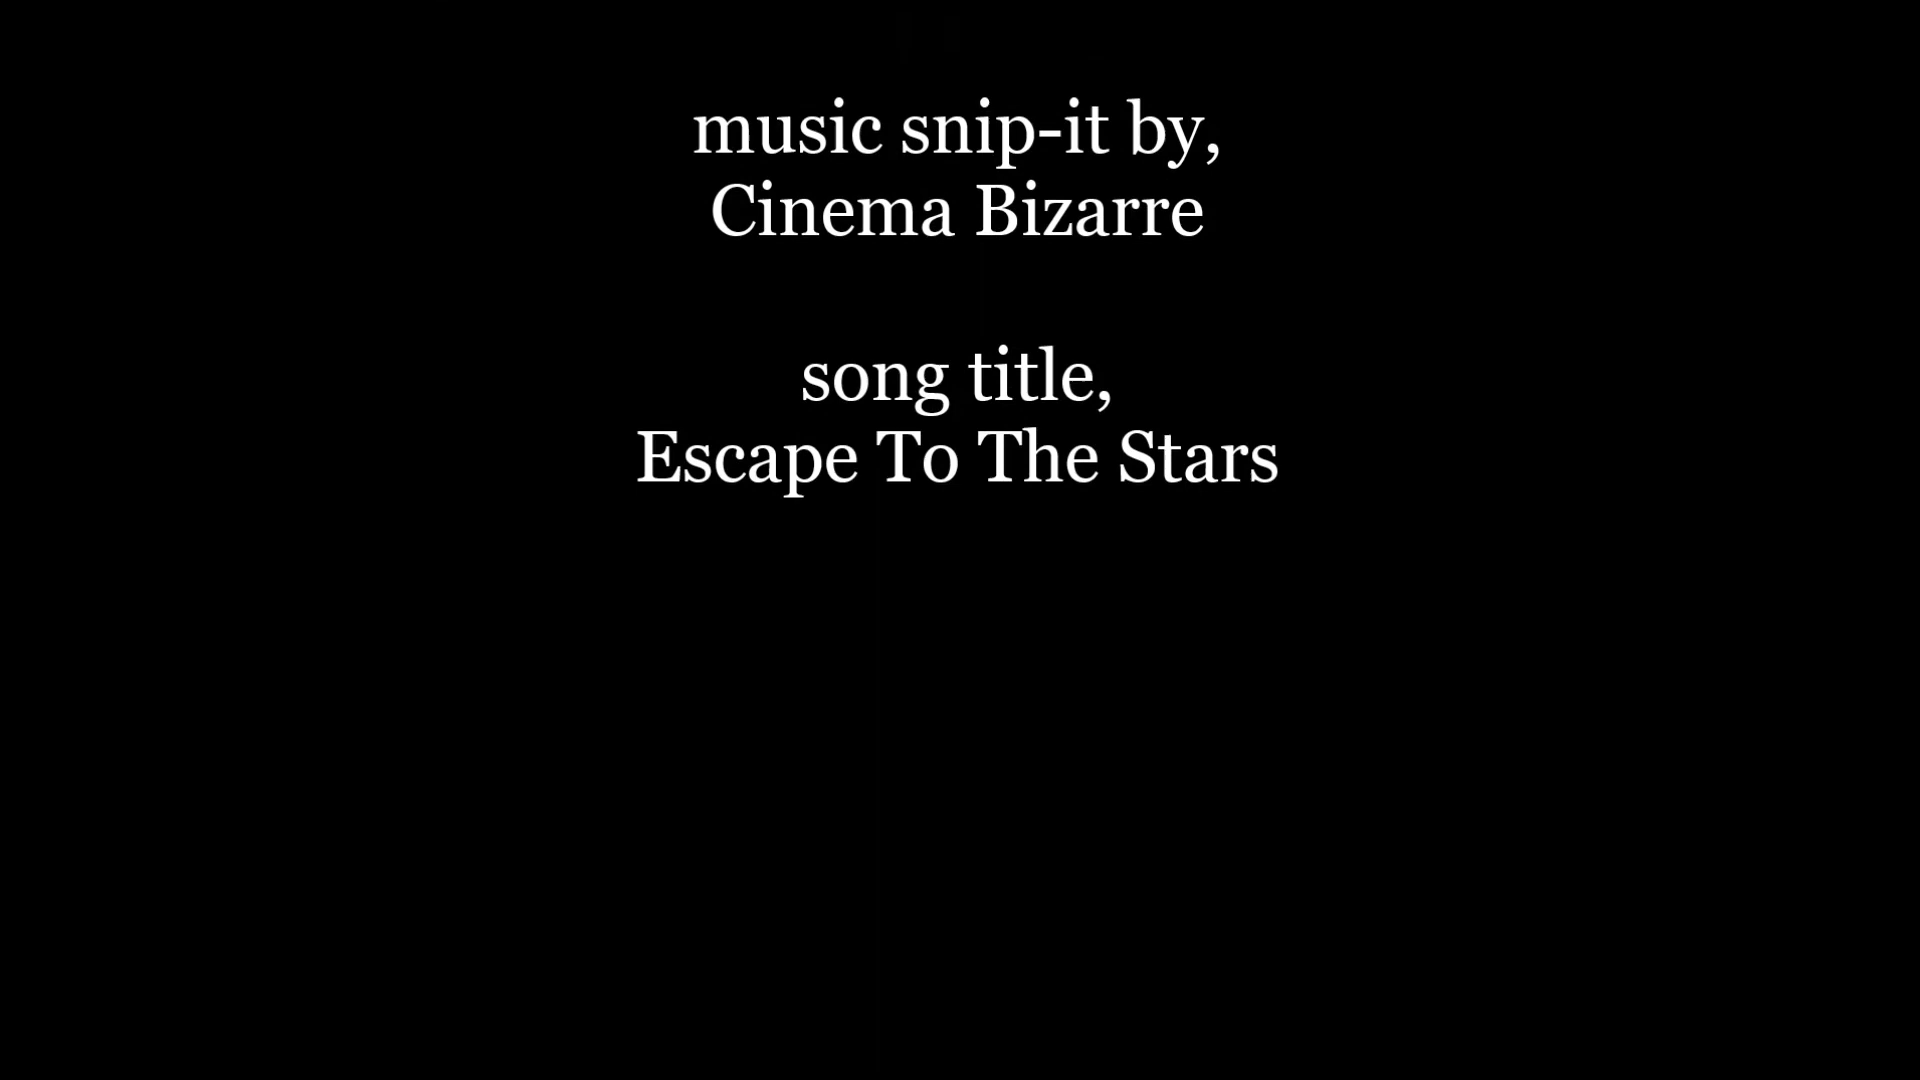 music snip-it by,
Cinema Bizarre
song title,
Escape To The Stars